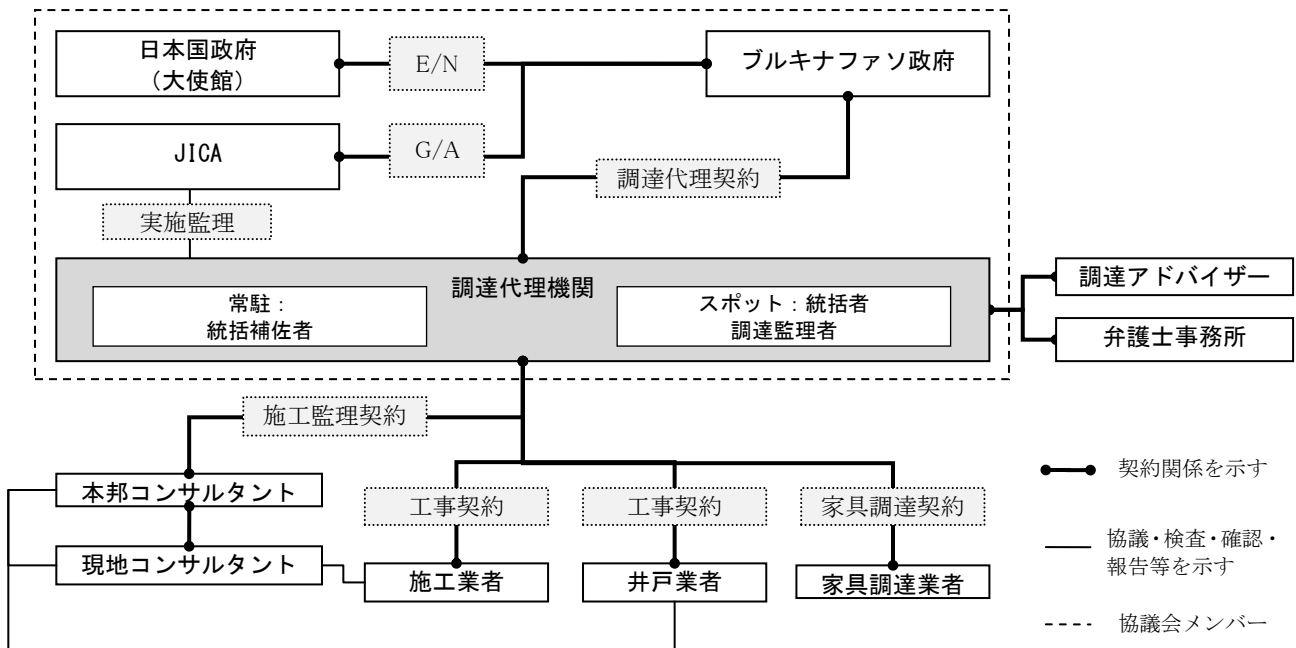 日本国政府
（大使館）
E/N
ブルキナファソ政府
JICA
G/A
調達代理契約
実施監理
調達代理機関
常駐：
統括補佐者
スポット：統括者
調達監理者
調達アドバイザー
弁護士事務所
施工監理契約
本邦コンサルタント
現地コンサルタント
工事契約
工事契約
家具調達契約
施工業者
井戸業者
家具調達業者
契約関係を示す
協議・検査・確認・
報告等を示す
協議会メンバー